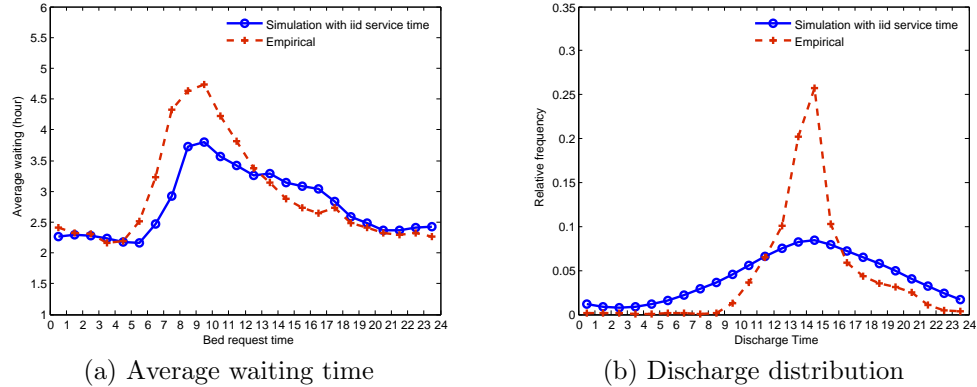 6
5.5
5
4.5
4
3.5
3
2.5
2
1.5
1
Average waiting (hour)
Simulation with iid service time
Empirical
0 1 2 3 4 5 6 7 8 9 10 11 12 13 14 15 16 17 18 19 20 21 22 23 24
Bed request time
(a) Average waiting time
0.35
0.3
0.25
0.2
0.15
0.1
0.05
0
Relative frequency
Simulation with iid service time
Empirical
0 1 2 3 4 5 6 7 8 9 10 11 12 13 14 15 16 17 18 19 20 21 22 23 24
Discharge Time
(b) Discharge distribution